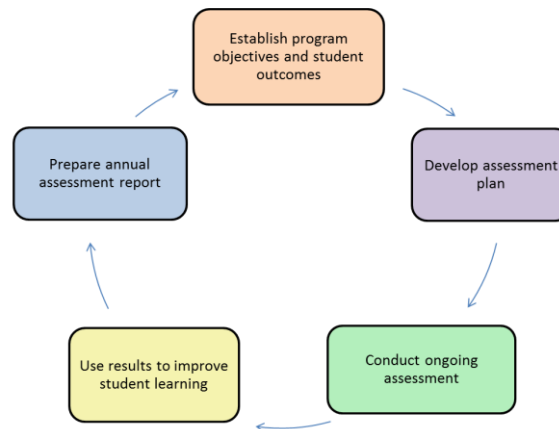 Establish program
objectives and student
outcomes
Develop assessment
plan
Conduct ongoing
assessment
Use results to improve
student learning
Prepare annual
assessment report